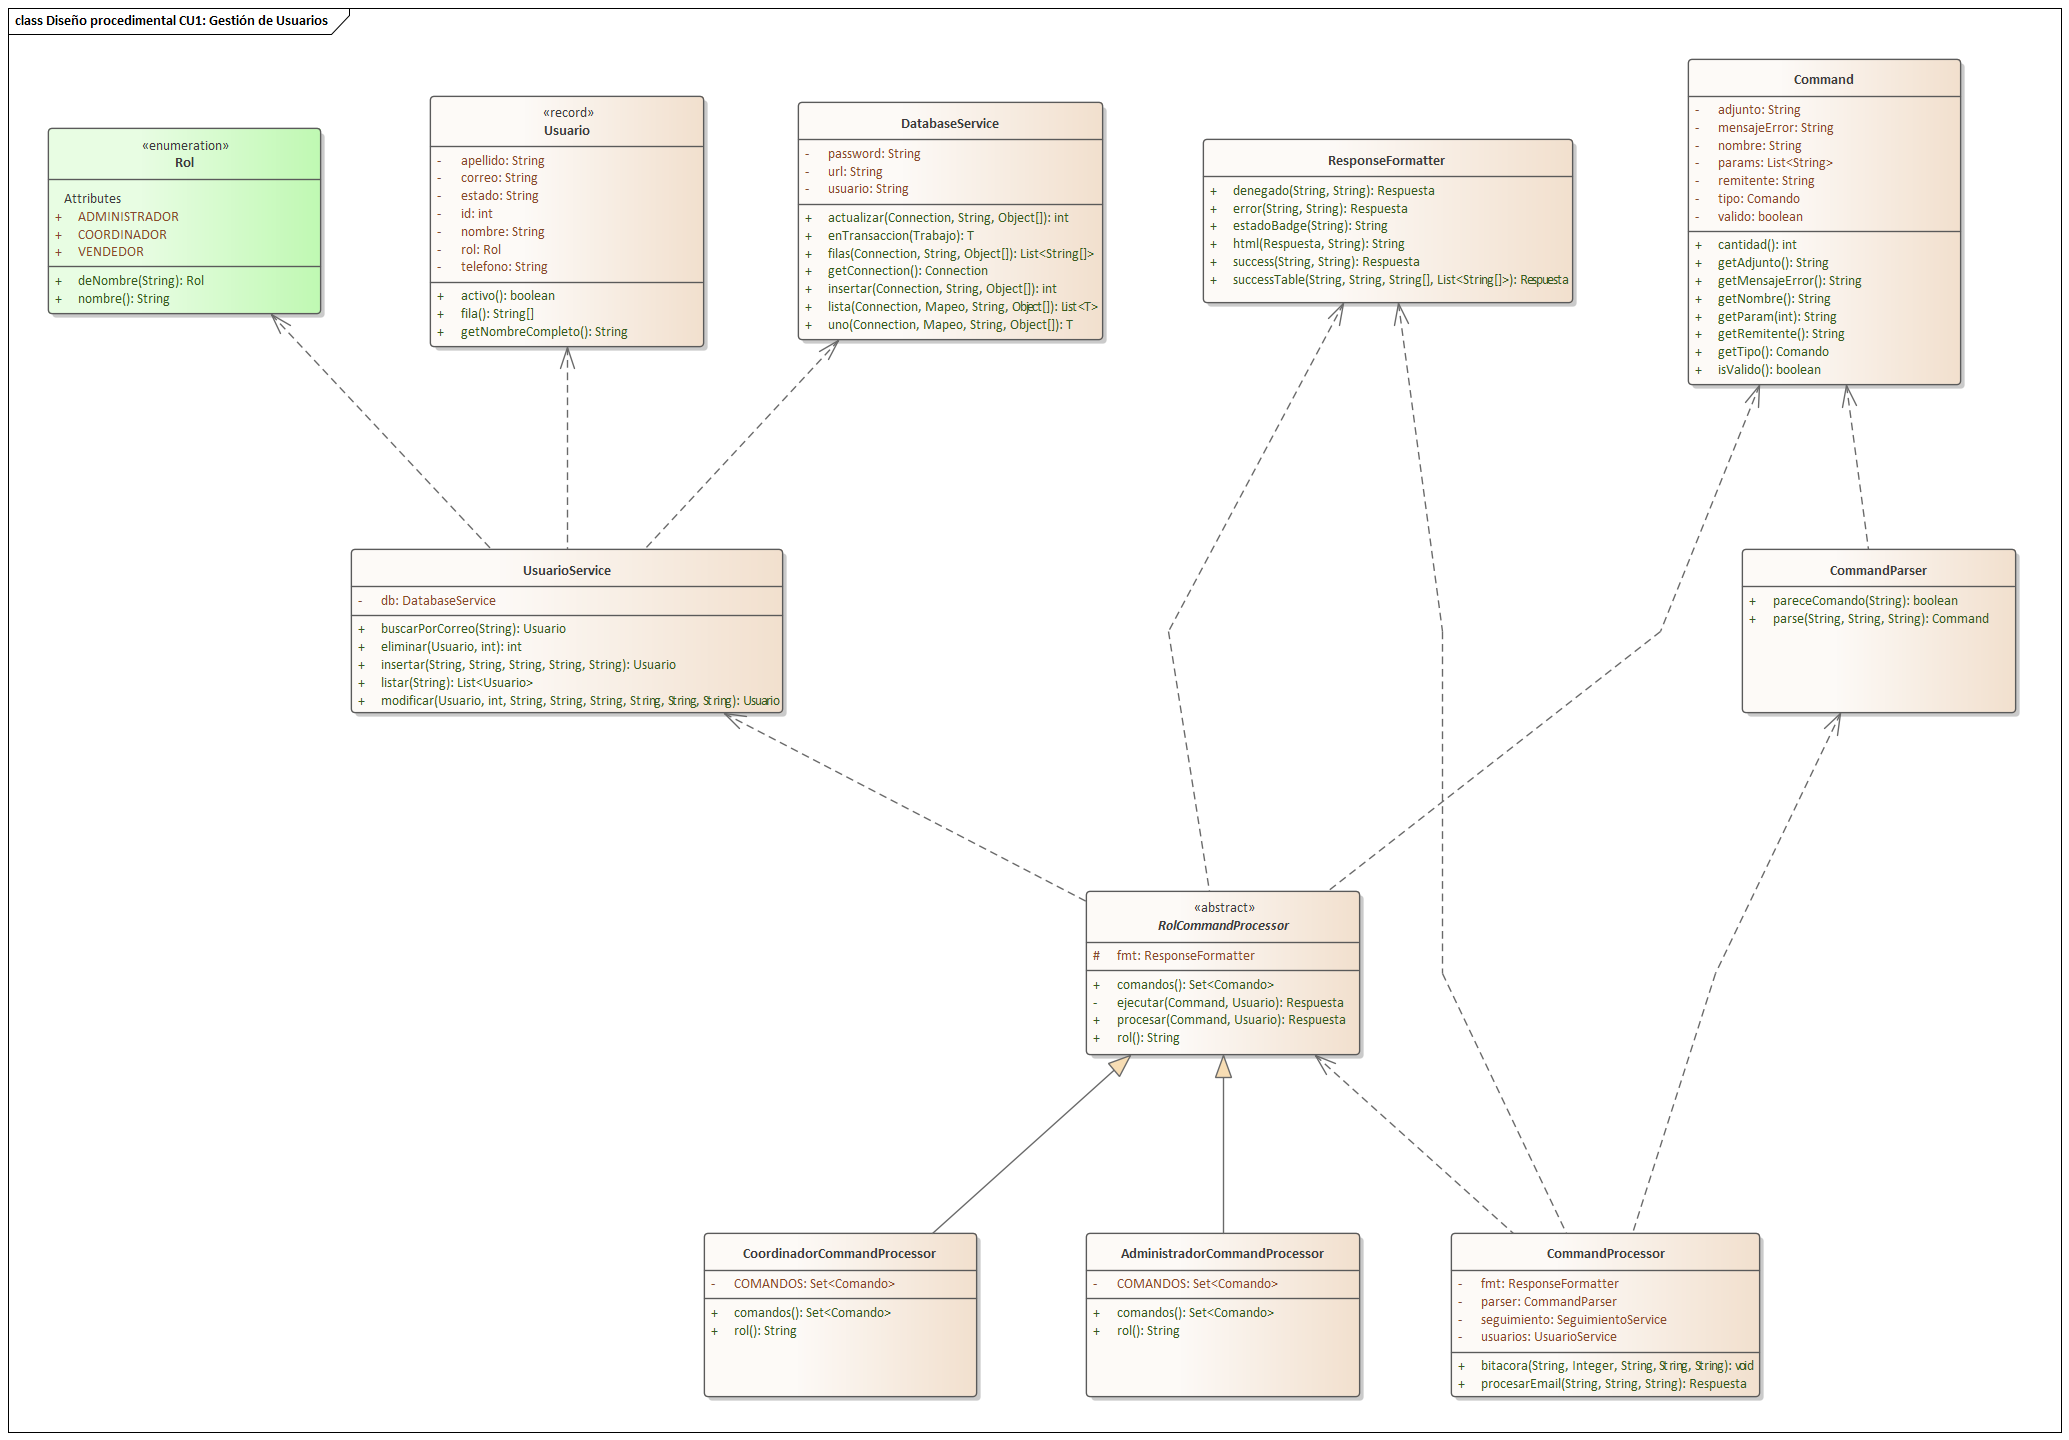 class Diseño procedimental CU1: Gestión de Usuarios
«enumeration»
Rol
Attributes
+ ADMINISTRADOR
+ COORDINADOR
+ VENDEDOR
+ deNombre(String): Rol
+ nombre(): String
«record»
Usuario
- apellido: String
- correo: String
- estado: String
- id: int
- nombre: String
- rol: Rol
- telefono: String
+ activo(): boolean
+ fila(): String[]
+ getNombreCompleto(): String
DatabaseService
- password: String
- url: String
- usuario: String
+ actualizar(Connection, String, Object[]): int
+ enTransaccion(Trabajo): T
+ filas(Connection, String, Object[]): List<String[]>
+ getConnection(): Connection
+ insertar(Connection, String, Object[]): int
+ lista(Connection, Mapeo, String, Object[]): List<T>
+ uno(Connection, Mapeo, String, Object[]): T
ResponseFormatter
+ denegado(String, String): Respuesta
+ error(String, String): Respuesta
+ estadoBadge(String): String
+ html(Respuesta, String): String
+ success(String, String): Respuesta
+ successTable(String, String, String[], List<String[]>): Respuesta
Command
- adjunto: String
- mensajeError: String
- nombre: String
- params: List<String>
- remitente: String
- tipo: Comando
- valido: boolean
+ cantidad(): int
+ getAdjunto(): String
+ getMensajeError(): String
+ getNombre(): String
+ getParam(int): String
+ getRemitente(): String
+ getTipo(): Comando
+ isValido(): boolean
UsuarioService
- db: DatabaseService
+ buscarPorCorreo(String): Usuario
+ eliminar(Usuario, int): int
+ insertar(String, String, String, String, String): Usuario
+ listar(String): List<Usuario>
+ modificar(Usuario, int, String, String, String, String, String, String): Usuario
CommandParser
+ pareceComando(String): boolean
+ parse(String, String, String): Command
«abstract»
RolCommandProcessor
# fmt: ResponseFormatter
+ comandos(): Set<Comando>
- ejecutar(Command, Usuario): Respuesta
+ procesar(Command, Usuario): Respuesta
+ rol(): String
CoordinadorCommandProcessor
- COMANDOS: Set<Comando>
+ comandos(): Set<Comando>
+ rol(): String
AdministradorCommandProcessor
- COMANDOS: Set<Comando>
+ comandos(): Set<Comando>
+ rol(): String
CommandProcessor
- fmt: ResponseFormatter
- parser: CommandParser
- seguimiento: SeguimientoService
- usuarios: UsuarioService
+ bitacora(String, Integer, String, String, String): void
+ procesarEmail(String, String, String): Respuesta